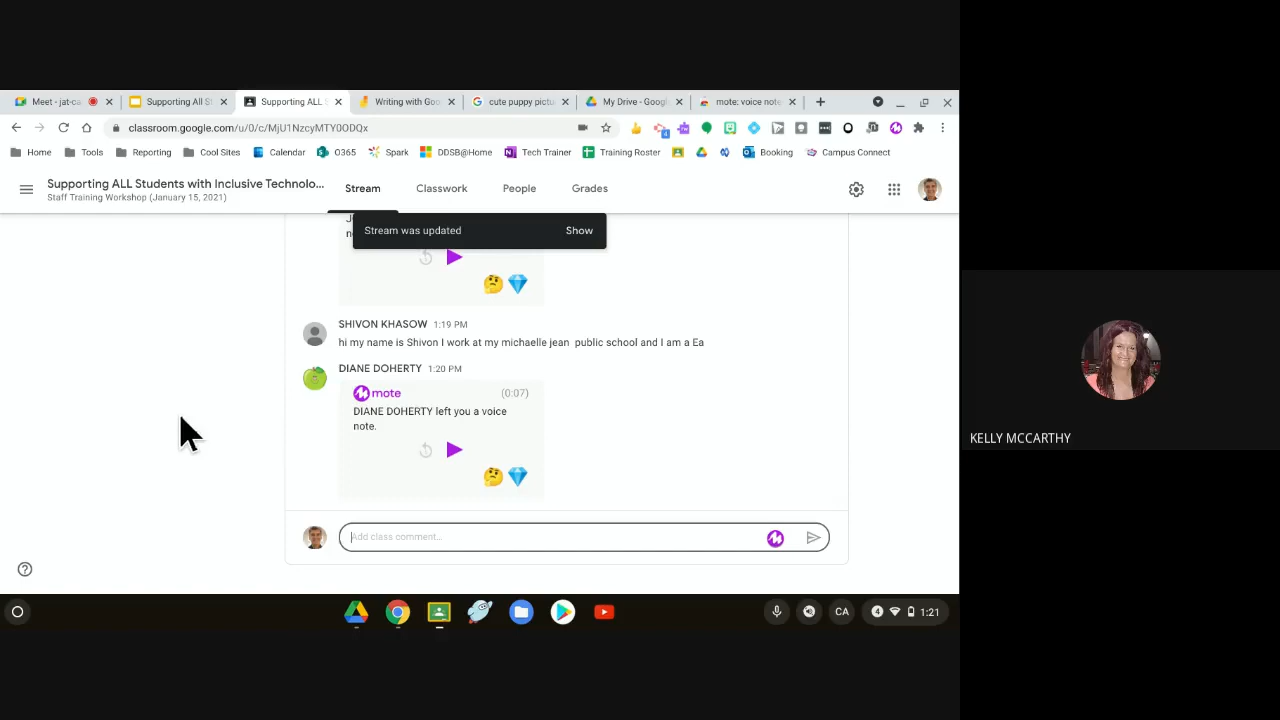 Meet - jat-ca
Supporting All St
Supporting ALL S
Writing with Goo
cute puppy pictu
My Drive - Googl
mote: voice note
classroom.google.com/u/0/c/MjU1NzcyMTY0ODQx
Home
Tools
Reporting
Cool Sites
Calendar
O365
Spark
DDSB@Home
Tech Trainer
Training Roster
Booking
Campus Connect
Supporting ALL Students with Inclusive Technolo...
Staff Training Workshop (January 15, 2021)
Stream
Classwork
People
Grades
Stream was updated
Show
SHIVON KHASOW 1:19 PM
hi my name is Shivon I work at my michaelle jean public school and I am a Ea
DIANE DOHERTY 1:20 PM
mote (0:07)
DIANE DOHERTY left you a voice
note.
Add class comment...
CA
4
1:21
KELLY MCCARTHY